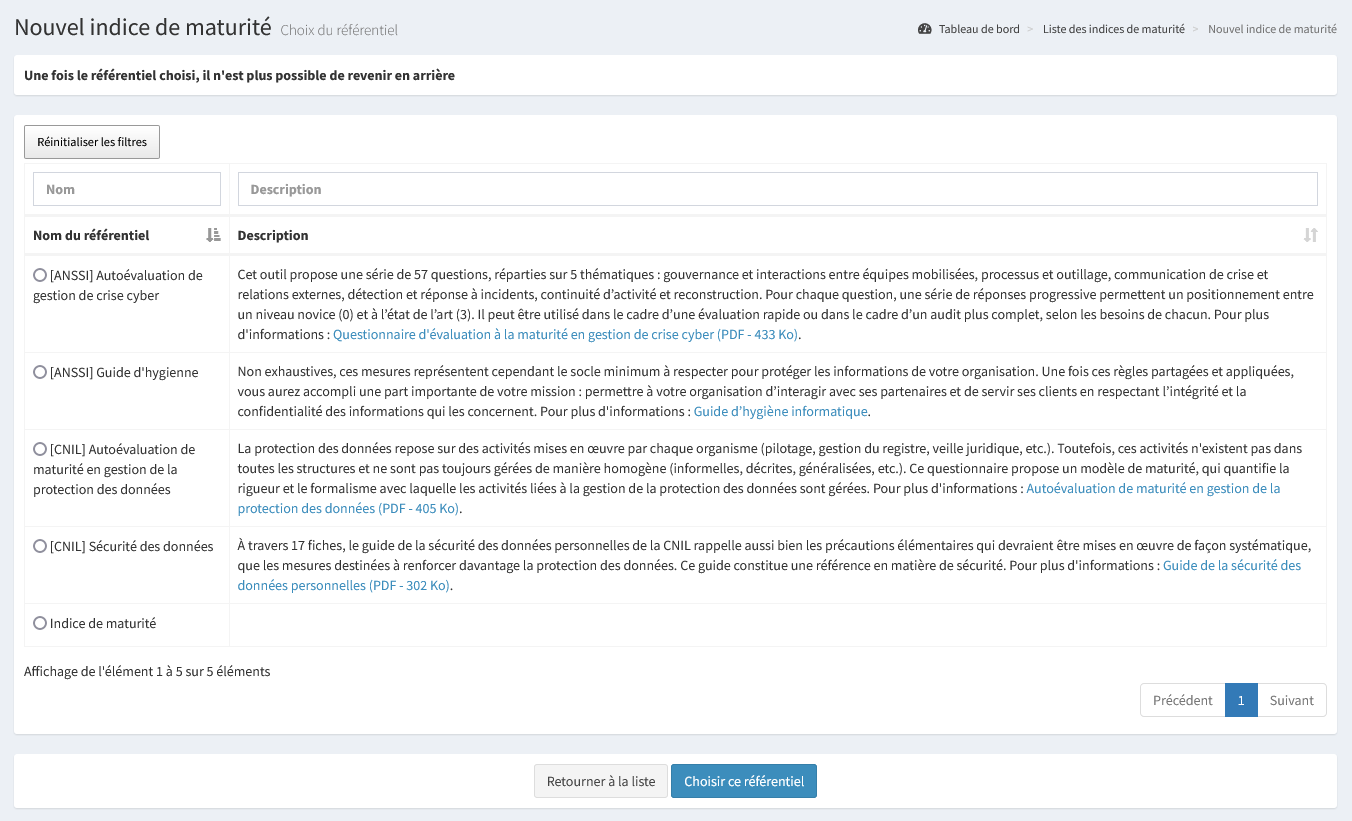 Nouvel indice de maturité Choix du référentiel
Tableau de bord > Liste des indices de maturité > Nouvel indice de maturité
Une fois le référentiel choisi, il n'est plus possible de revenir en arrière
Réinitialiser les filtres
Nom
Description
Nom du référentiel
Description
[ANSSI] Autoévaluation de
gestion de crise cyber
Cet outil propose une série de 57 questions, réparties sur 5 thématiques : gouvernance et interactions entre équipes mobilisées, processus et outillage, communication de crise et
relations externes, détection et réponse à incidents, continuité d’activité et reconstruction. Pour chaque question, une série de réponses progressive permettent un positionnement entre
un niveau novice (0) et à l’état de l’art (3). Il peut être utilisé dans le cadre d’une évaluation rapide ou dans le cadre d’un audit plus complet, selon les besoins de chacun. Pour plus
d'informations : Questionnaire d'évaluation à la maturité en gestion de crise cyber (PDF - 433 Ko).
[ANSSI] Guide d'hygienne
Non exhaustives, ces mesures représentent cependant le socle minimum à respecter pour protéger les informations de votre organisation. Une fois ces règles partagées et appliquées,
vous aurez accompli une part importante de votre mission : permettre à votre organisation d’interagir avec ses partenaires et de servir ses clients en respectant l’intégrité et la
confidentialité des informations qui les concernent. Pour plus d'informations : Guide d’hygiène informatique.
[CNIL] Autoévaluation de
maturité en gestion de la
protection des données
La protection des données repose sur des activités mises en œuvre par chaque organisme (pilotage, gestion du registre, veille juridique, etc.). Toutefois, ces activités n'existent pas dans
toutes les structures et ne sont pas toujours gérées de manière homogène (informelles, décrites, généralisées, etc.). Ce questionnaire propose un modèle de maturité, qui quantifie la
rigueur et le formalisme avec laquelle les activités liées à la gestion de la protection des données sont gérées. Pour plus d'informations : Autoévaluation de maturité en gestion de la
protection des données (PDF - 405 Ko).
[CNIL] Sécurité des données
À travers 17 fiches, le guide de la sécurité des données personnelles de la CNIL rappelle aussi bien les précautions élémentaires qui devraient être mises en œuvre de façon systématique,
que les mesures destinées à renforcer davantage la protection des données. Ce guide constitue une référence en matière de sécurité. Pour plus d'informations : Guide de la sécurité des
données personnelles (PDF - 302 Ko).
Indice de maturité
Affichage de l'élément 1 à 5 sur 5 éléments
Précédent 1 Suivant
Retourner à la liste
Choisir ce référentiel